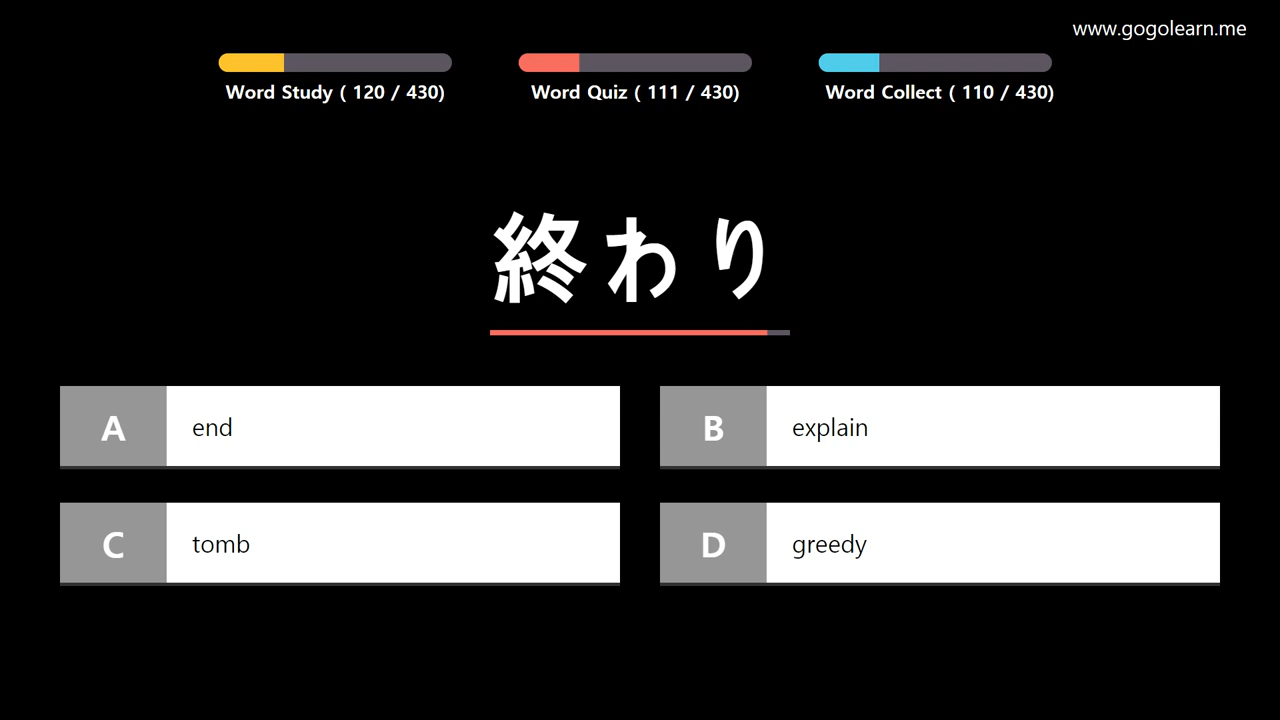 www.gogolearn.me
Word Study ( 120 / 430)
Word Quiz ( 111 / 430)
Word Collect ( 110 / 430)
終わり
A end
B explain
C tomb
D greedy